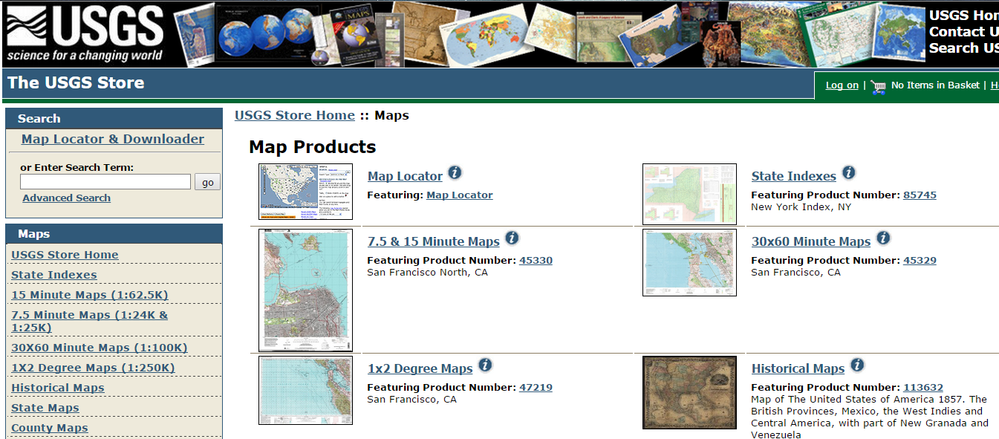 USGS
science for a changing world
USGS Hor
Contact U
Search US
The USGS Store
Log on | No Items in Basket | H
Search
Map Locator & Downloader
or Enter Search Term:
go
Advanced Search
Maps
USGS Store Home
State Indexes
15 Minute Maps (1:62.5K)
7.5 Minute Maps (1:24K &
1:25K)
30X60 Minute Maps (1:100K)
1X2 Degree Maps (1:250K)
Historical Maps
State Maps
County Maps
USGS Store Home :: Maps
Map Products
Map Locator
Featuring: Map Locator
State Indexes
Featuring Product Number: 85745
New York Index, NY
7.5 & 15 Minute Maps
Featuring Product Number: 45330
San Francisco North, CA
30x60 Minute Maps
Featuring Product Number: 45329
San Francisco, CA
1x2 Degree Maps
Featuring Product Number: 47219
San Francisco, CA
Historical Maps
Featuring Product Number: 113632
Map of The United States of America 1857. The
British Provinces, Mexico, the West Indies and
Central America, with part of New Granada and
Venezuela